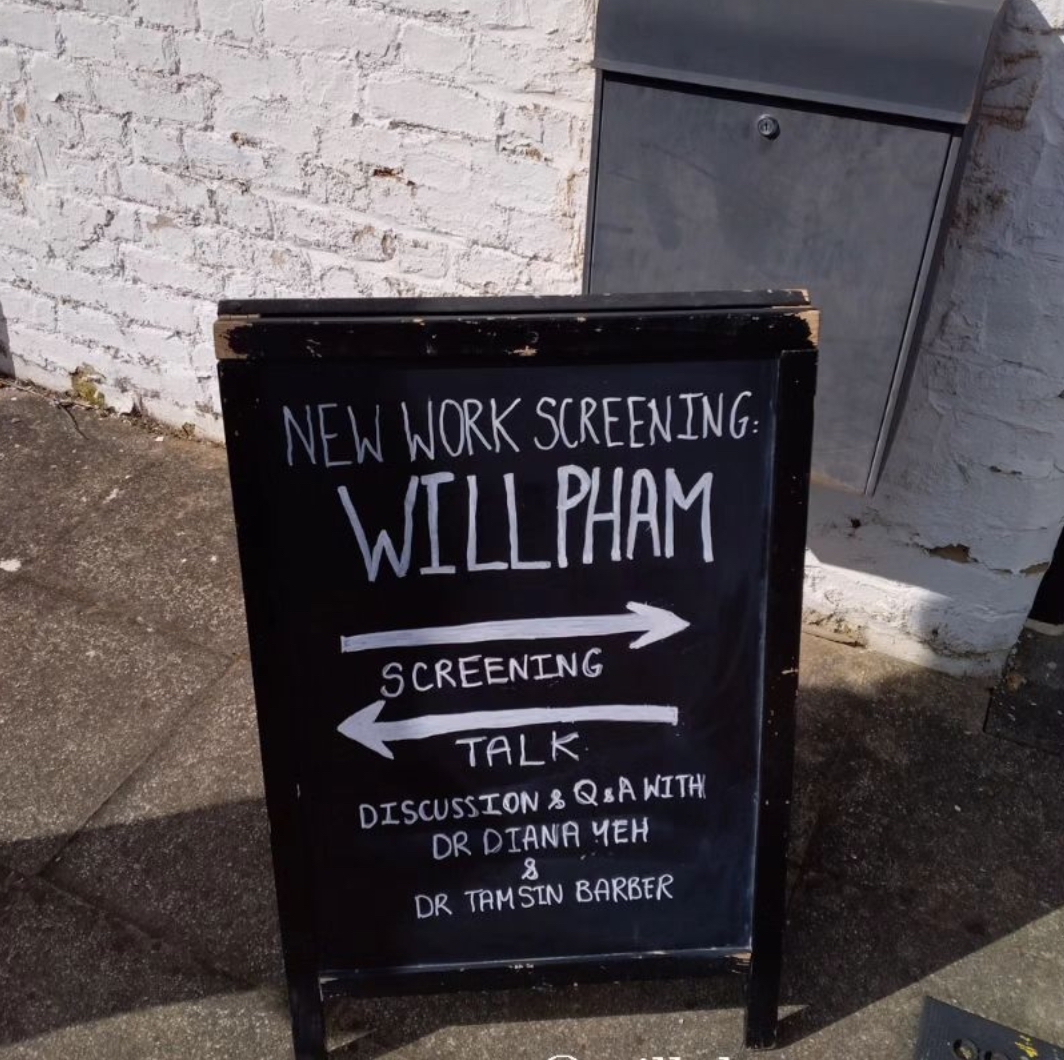 NEW WORK SCREENING:
WILL PHAM
SCREENING
TALK
DISCUSSION & Q&A WITH
DR DIANA YEH
&
DR TAMSIN BARBER